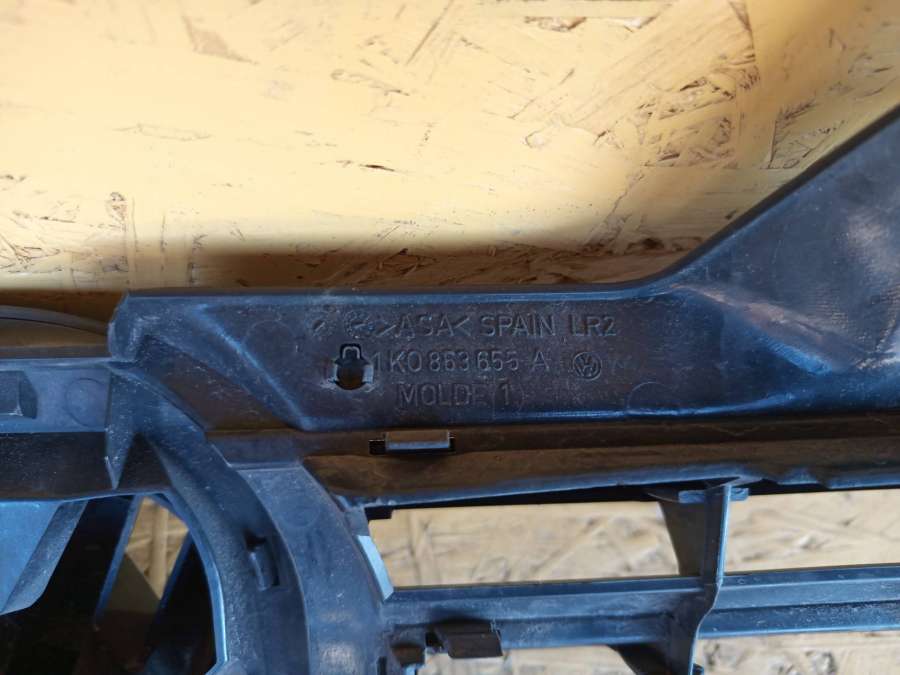 >ASA< SPAIN LR2
1K0 853 655 A
MOLDE 1